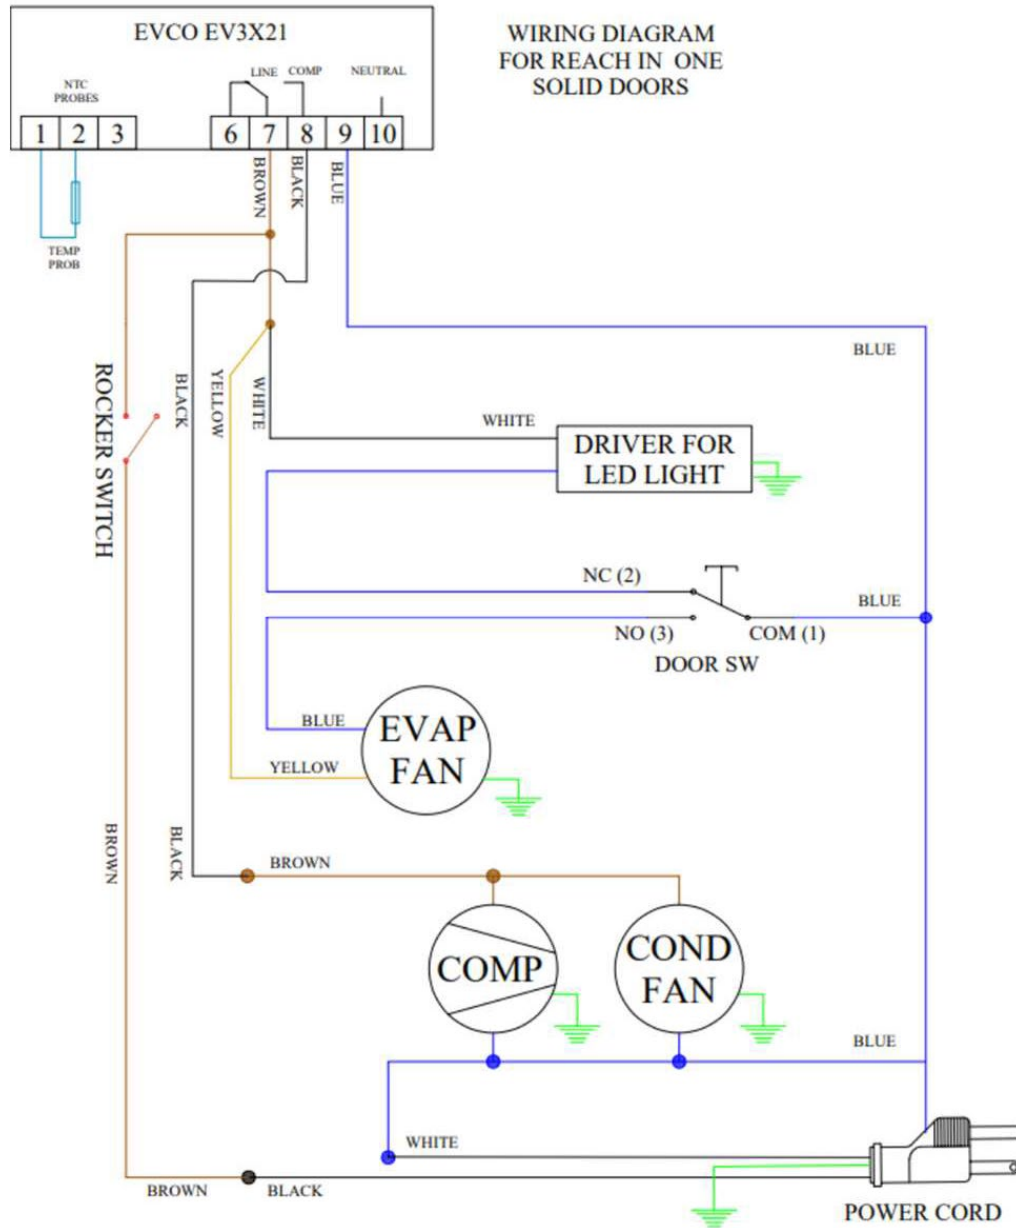 EVCO EV3X21
WIRING DIAGRAM
FOR REACH IN ONE
SOLID DOORS
NTC
PROBES
LINE
COMP
NEUTRAL
1
2
3
6
7
8
9
10
BROWN
BLACK
BLUE
TEMP
PROB
BLUE
ROCKER SWITCH
BLACK
YELLOW
WHITE
WHITE
DRIVER FOR
LED LIGHT
NC (2)
BLUE
NO (3)
COM (1)
DOOR SW
BLUE
EVAP
FAN
YELLOW
BROWN
BLACK
BROWN
COMP
COND
FAN
BLUE
WHITE
BROWN
BLACK
POWER CORD